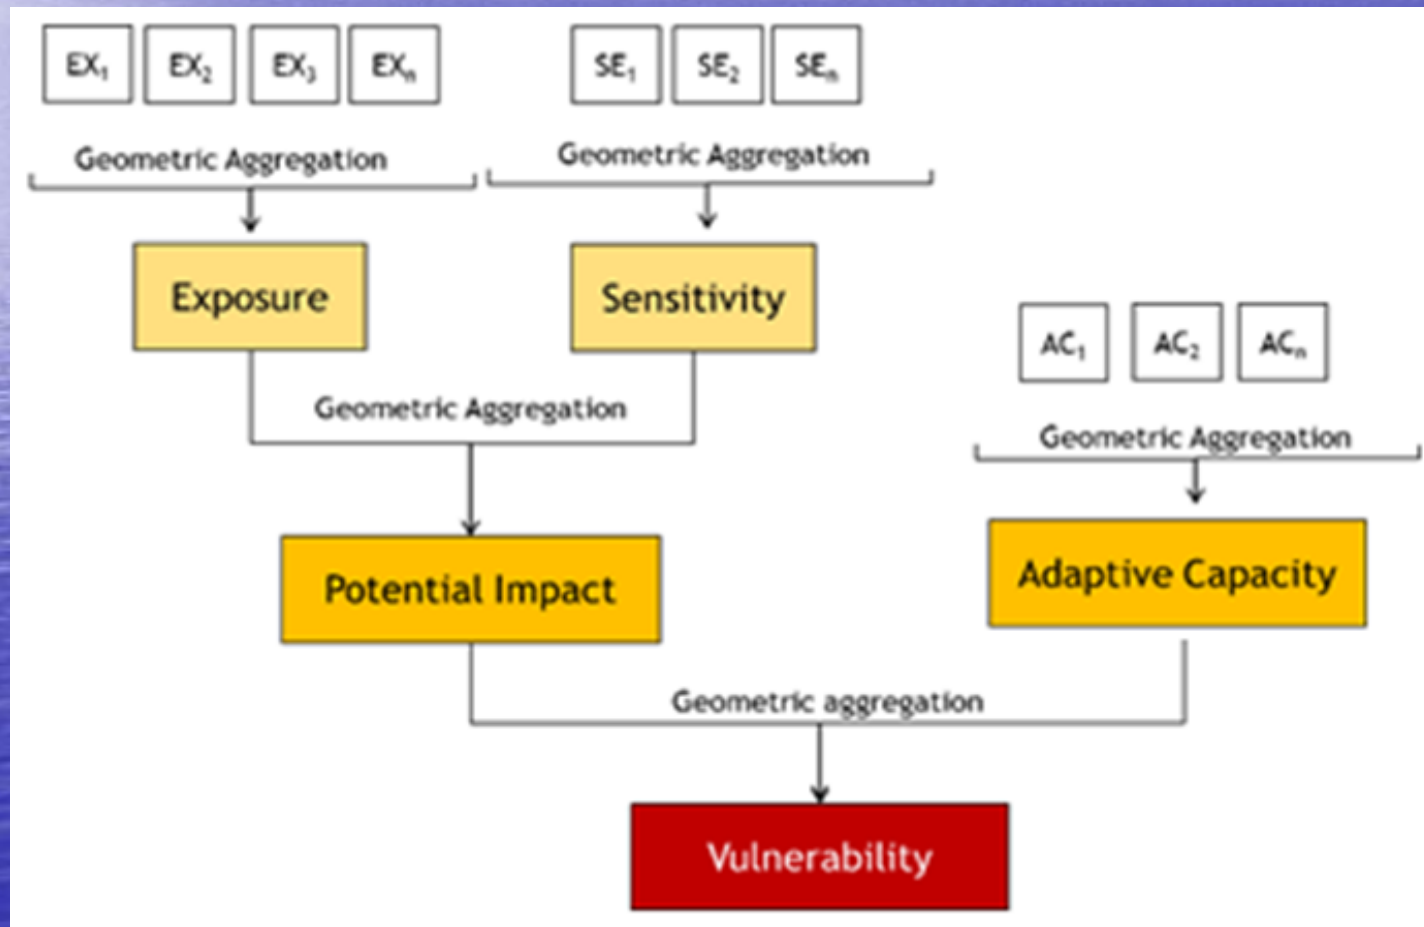 EX₁ EX₂ EX₃ EXₙ
SE₁ SE₂ SEₙ
Geometric Aggregation
Geometric Aggregation
Exposure
Sensitivity
AC₁ AC₂ ACₙ
Geometric Aggregation
Geometric Aggregation
Potential Impact
Adaptive Capacity
Geometric aggregation
Vulnerability